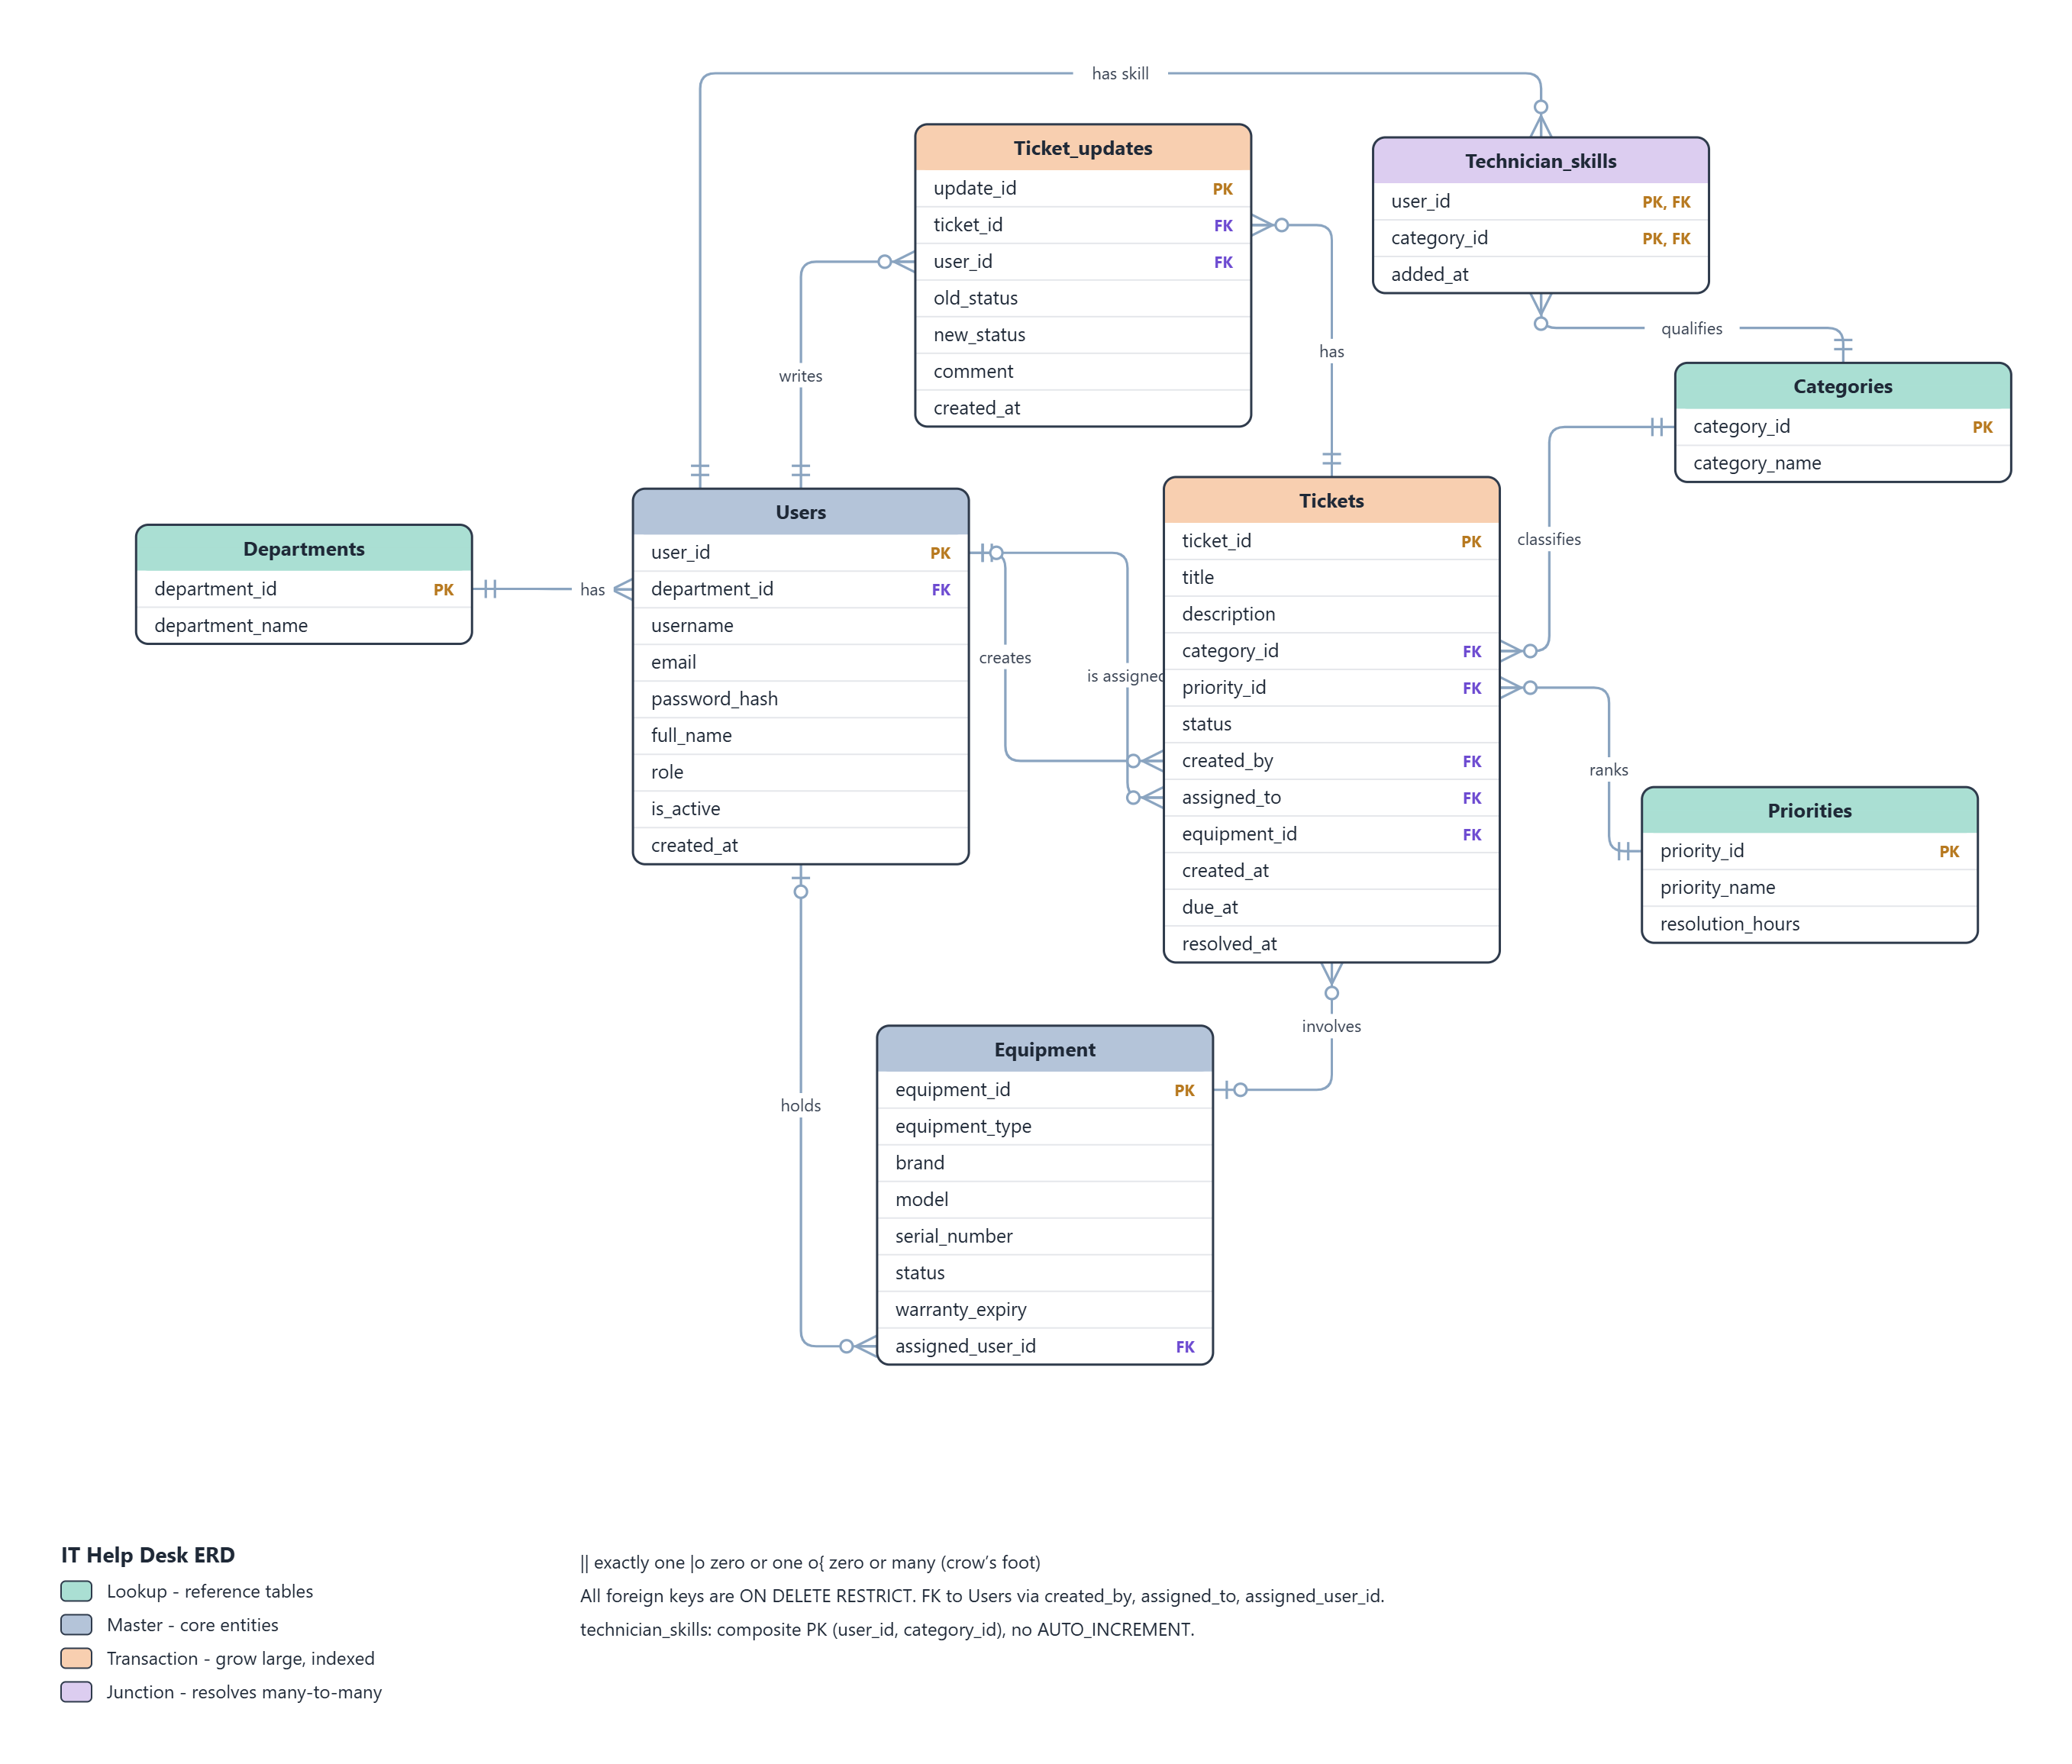 has skill
Ticket_updates
update_id PK
ticket_id FK
user_id FK
old_status
new_status
comment
created_at
Technician_skills
user_id PK, FK
category_id PK, FK
added_at
has
writes
qualifies
Categories
category_id PK
category_name
classifies
Departments
department_id PK
department_name
has
Users
user_id PK
department_id FK
username
email
password_hash
full_name
role
is_active
created_at
creates
is assigned
Tickets
ticket_id PK
title
description
category_id FK
priority_id FK
status
created_by FK
assigned_to FK
equipment_id FK
created_at
due_at
resolved_at
ranks
Priorities
priority_id PK
priority_name
resolution_hours
involves
holds
Equipment
equipment_id PK
equipment_type
brand
model
serial_number
status
warranty_expiry
assigned_user_id FK
IT Help Desk ERD
Lookup - reference tables
Master - core entities
Transaction - grow large, indexed
Junction - resolves many-to-many
|| exactly one |o zero or one o{ zero or many (crow's foot)
All foreign keys are ON DELETE RESTRICT. FK to Users via created_by, assigned_to, assigned_user_id.
technician_skills: composite PK (user_id, category_id), no AUTO_INCREMENT.